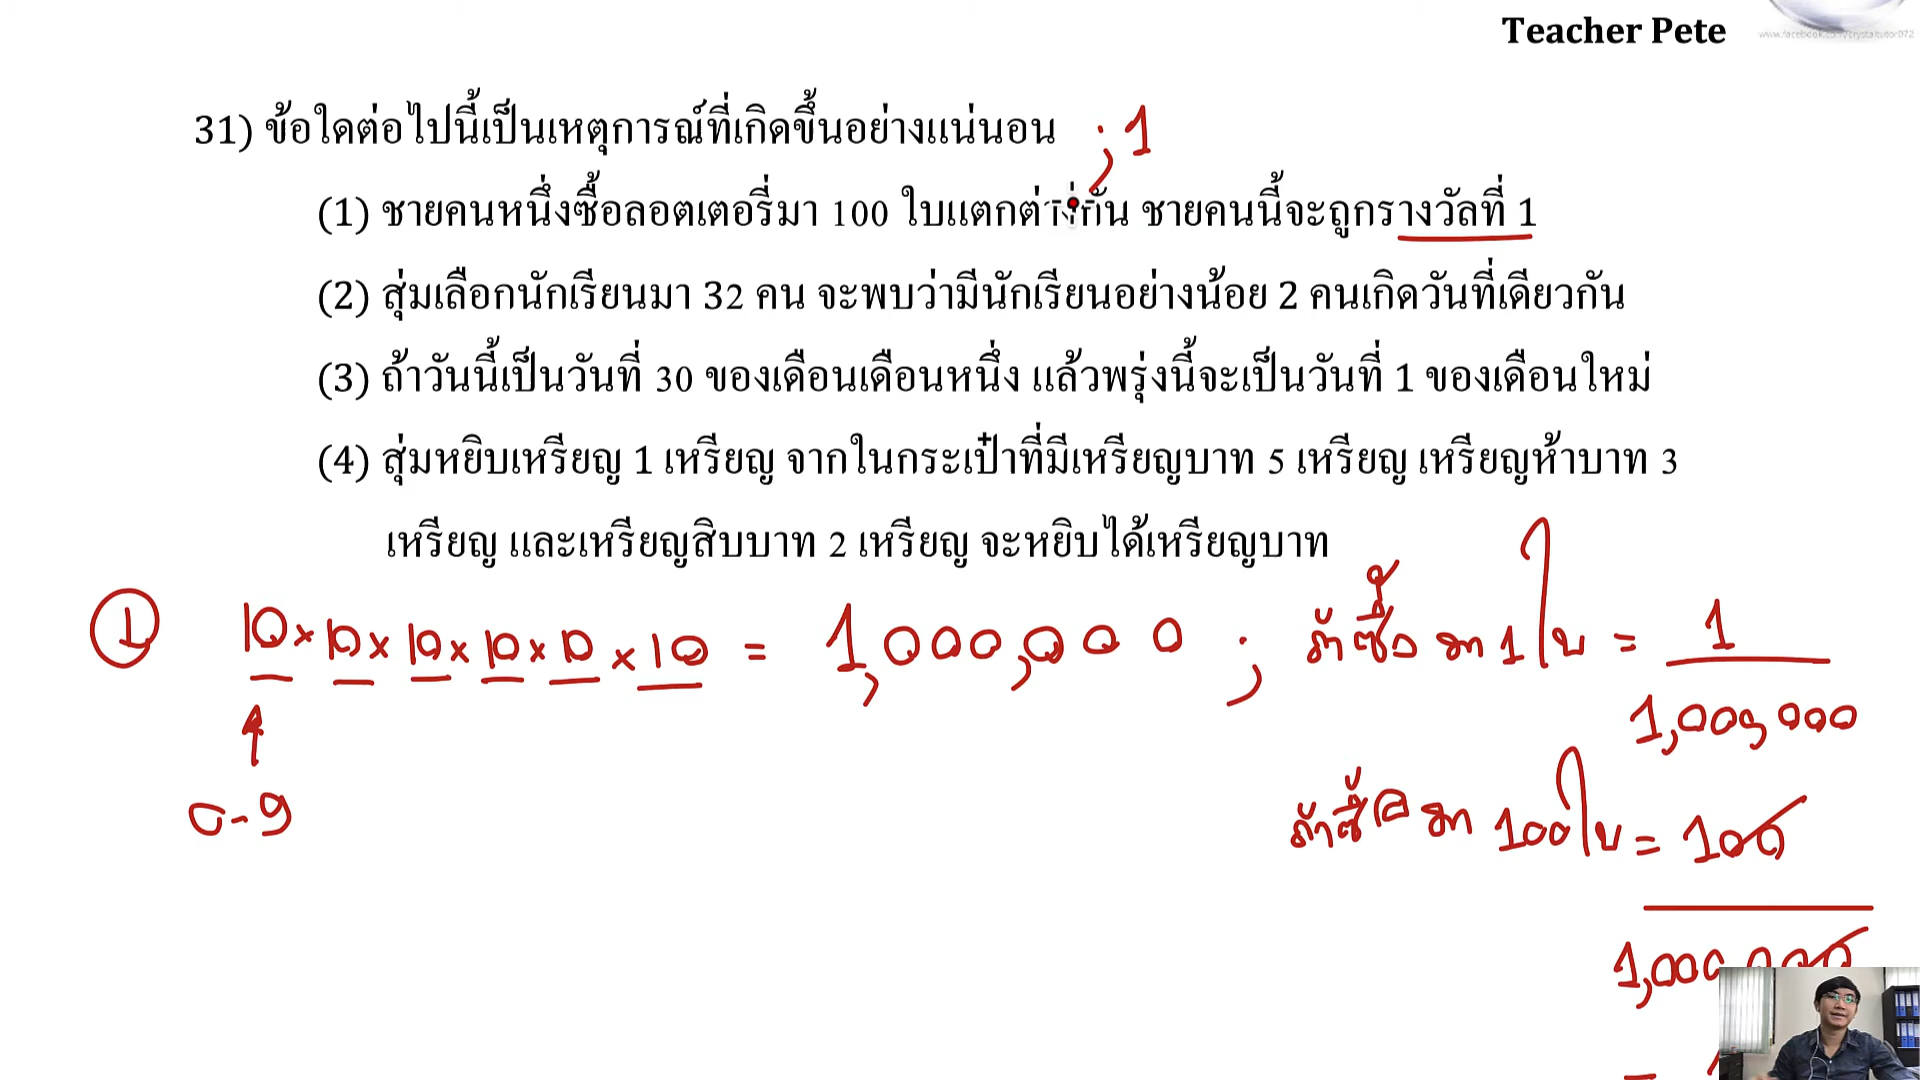 Teacher Pete
www.facebook.com/crystaltutor072
31) ข้อใดต่อไปนี้เป็นเหตุการณ์ที่เกิดขึ้นอย่างแน่นอน ; 1
(1) ชายคนหนึ่งซื้อลอตเตอรี่มา 100 ใบแตกต่างกัน ชายคนนี้จะถูกรางวัลที่ 1
(2) สุ่มเลือกนักเรียนมา 32 คน จะพบว่ามีนักเรียนอย่างน้อย 2 คนเกิดวันที่เดียวกัน
(3) ถ้าวันนี้เป็นวันที่ 30 ของเดือนเดือนหนึ่ง แล้วพรุ่งนี้จะเป็นวันที่ 1 ของเดือนใหม่
(4) สุ่มหยิบเหรียญ 1 เหรียญ จากในกระเป๋าที่มีเหรียญบาท 5 เหรียญ เหรียญห้าบาท 3
เหรียญ และเหรียญสิบบาท 2 เหรียญ จะหยิบได้เหรียญบาท
1 10 × 10 × 10 × 10 × 10 × 10 = 1,000,000 ; ถ้าซื้อมา 1 ใบ = 1
1,000,000
0-9
ถ้าซื้อมา 100 ใบ = 100
1,000,000
=